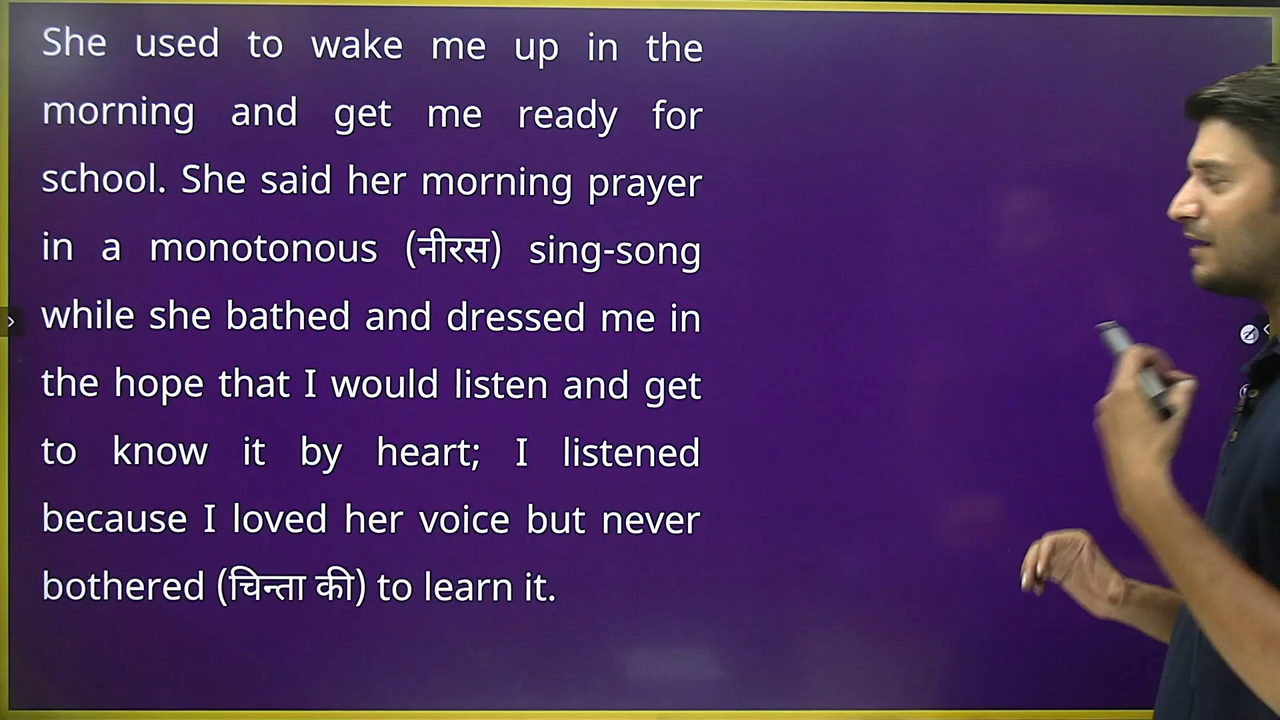 She used to wake me up in the
morning and get me ready for
school. She said her morning prayer
in a monotonous (नीरस) sing-song
while she bathed and dressed me in
the hope that I would listen and get
to know it by heart; I listened
because I loved her voice but never
bothered (चिन्ता की) to learn it.